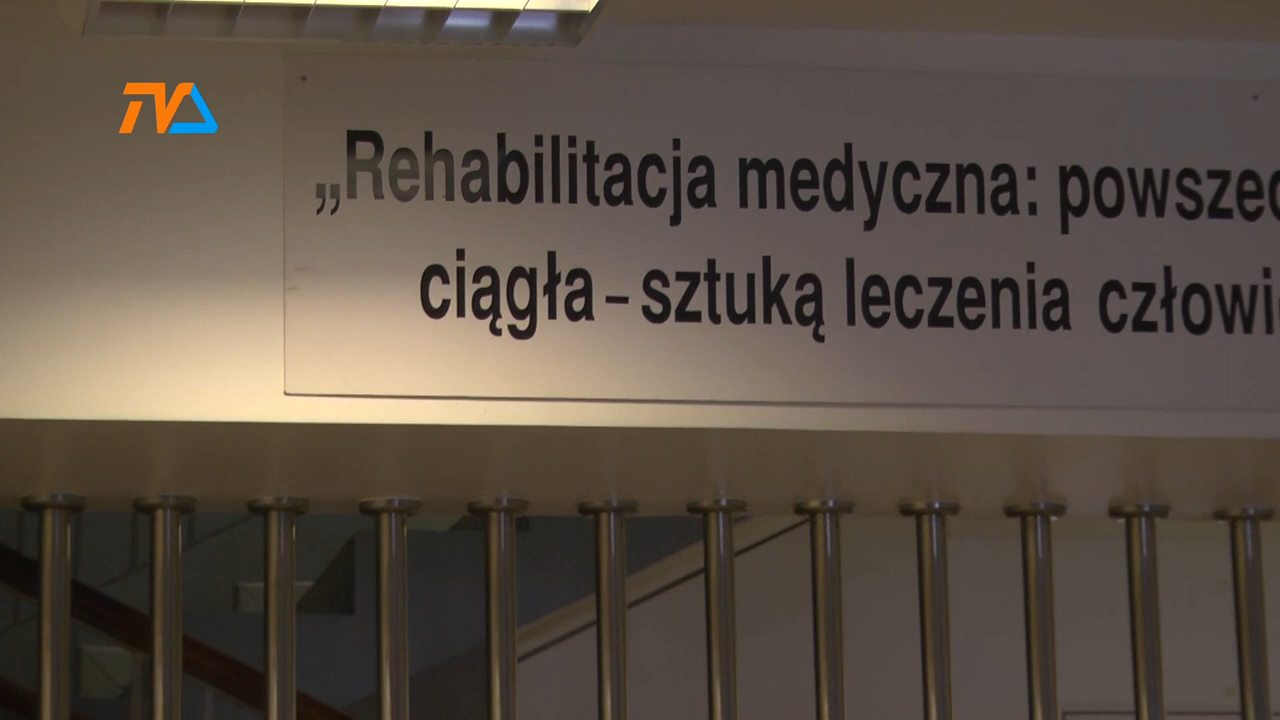 TVA
„Rehabilitacja medyczna: powszec
ciągła – sztuką leczenia człowi